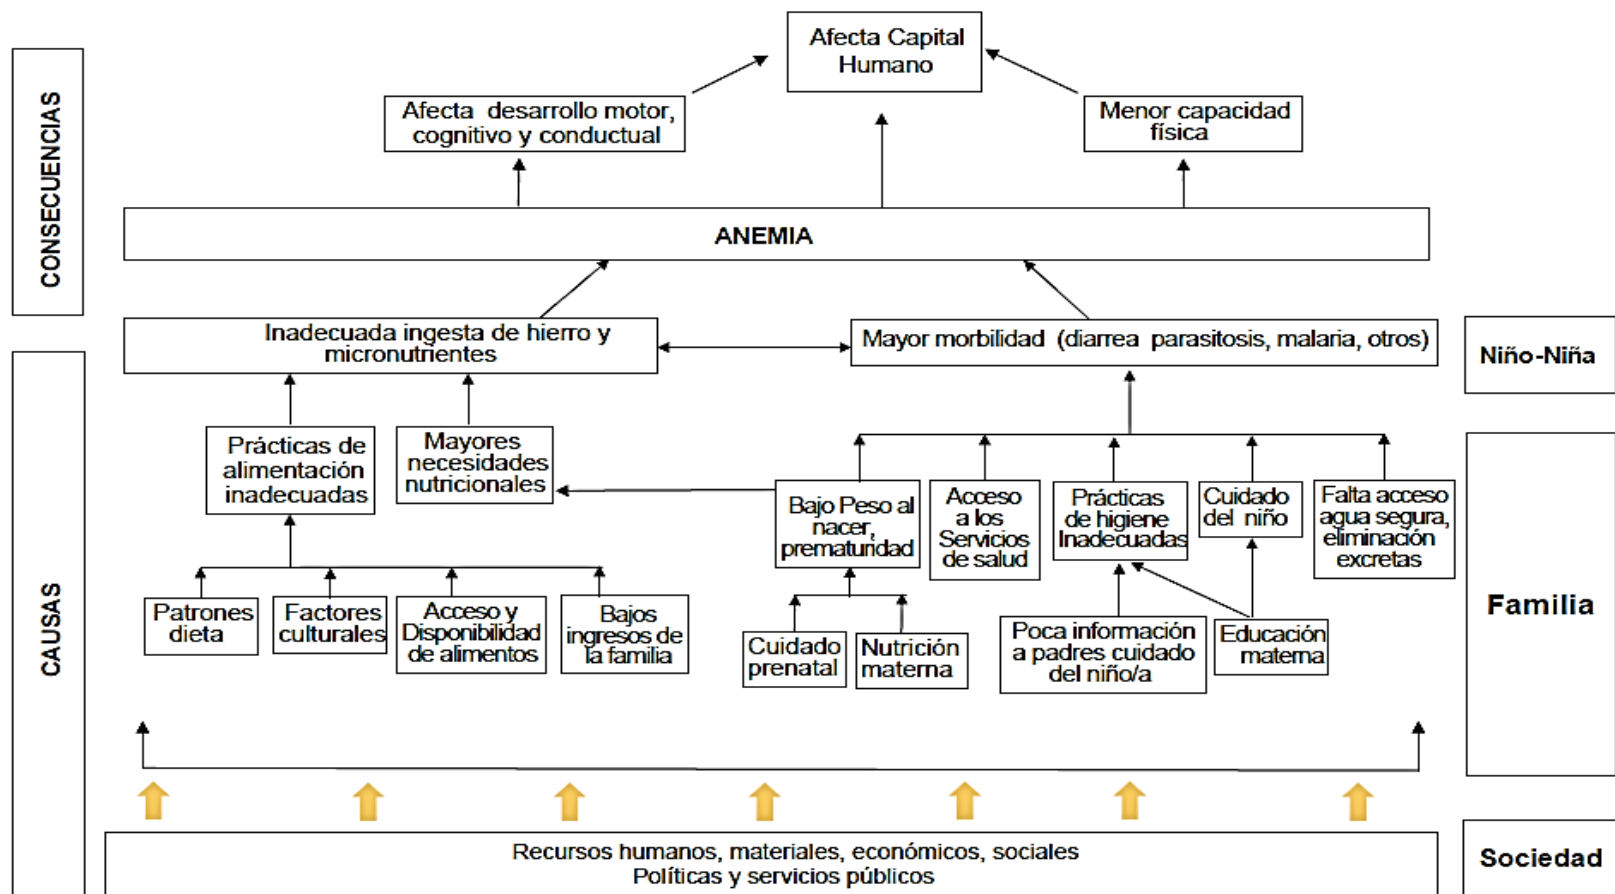 CONSECUENCIAS
Afecta Capital
Humano
Afecta desarrollo motor,
cognitivo y conductual
Menor capacidad
física
ANEMIA
CAUSAS
Inadecuada ingesta de hierro y
micronutrientes
Mayor morbilidad (diarrea parasitosis, malaria, otros)
Niño-Niña
Prácticas de
alimentación
inadecuadas
Mayores
necesidades
nutricionales
Bajo Peso al
nacer,
prematuridad
Acceso
a los
Servicios
de salud
Prácticas
de higiene
Inadecuadas
Cuidado
del niño
Falta acceso
agua segura,
eliminación
excretas
Familia
Patrones
dieta
Factores
culturales
Acceso y
Disponibilidad
de alimentos
Bajos
ingresos de
la familia
Cuidado
prenatal
Nutrición
materna
Poca información
a padres cuidado
del niño/a
Educación
materna
Recursos humanos, materiales, económicos, sociales
Políticas y servicios públicos
Sociedad